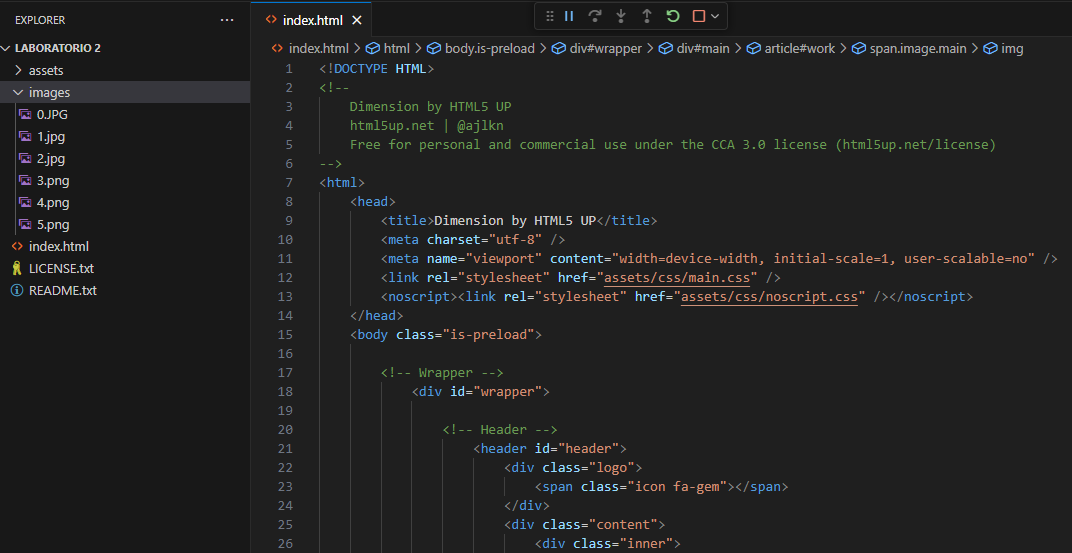 EXPLORER
LABORATORIO 2
assets
images
0.JPG
1.jpg
2.jpg
3.png
4.png
5.png
index.html
LICENSE.txt
README.txt
index.html
index.html > html > body.is-preload > div#wrapper > div#main > article#work > span.image.main > img
1 <!DOCTYPE HTML>
2 <!--
3 Dimension by HTML5 UP
4 html5up.net | @ajlkn
5 Free for personal and commercial use under the CCA 3.0 license (html5up.net/license)
6 -->
7 <html>
8 <head>
9 <title>Dimension by HTML5 UP</title>
10 <meta charset="utf-8" />
11 <meta name="viewport" content="width=device-width, initial-scale=1, user-scalable=no" />
12 <link rel="stylesheet" href="assets/css/main.css" />
13 <noscript><link rel="stylesheet" href="assets/css/noscript.css" /></noscript>
14 </head>
15 <body class="is-preload">
16
17 <!-- Wrapper -->
18 <div id="wrapper">
19
20 <!-- Header -->
21 <header id="header">
22 <div class="logo">
23 <span class="icon fa-gem"></span>
24 </div>
25 <div class="content">
26 <div class="inner">